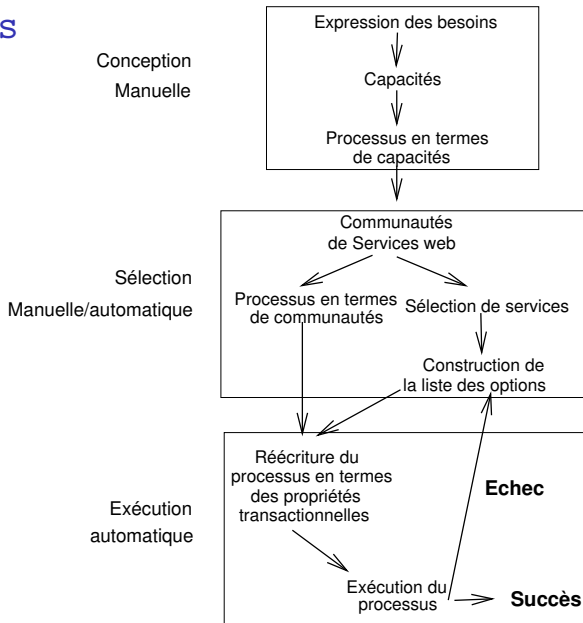 s
Expression des besoins
Conception
Manuelle
Capacités
Processus en termes
de capacités
Communautés
de Services web
Sélection
Manuelle/automatique
Processus en termes
de communautés
Sélection de services
Construction de
la liste des options
Réécriture du
processus en termes
des propriétés
transactionnelles
Echec
Exécution
automatique
Exécution du
processus
Succès